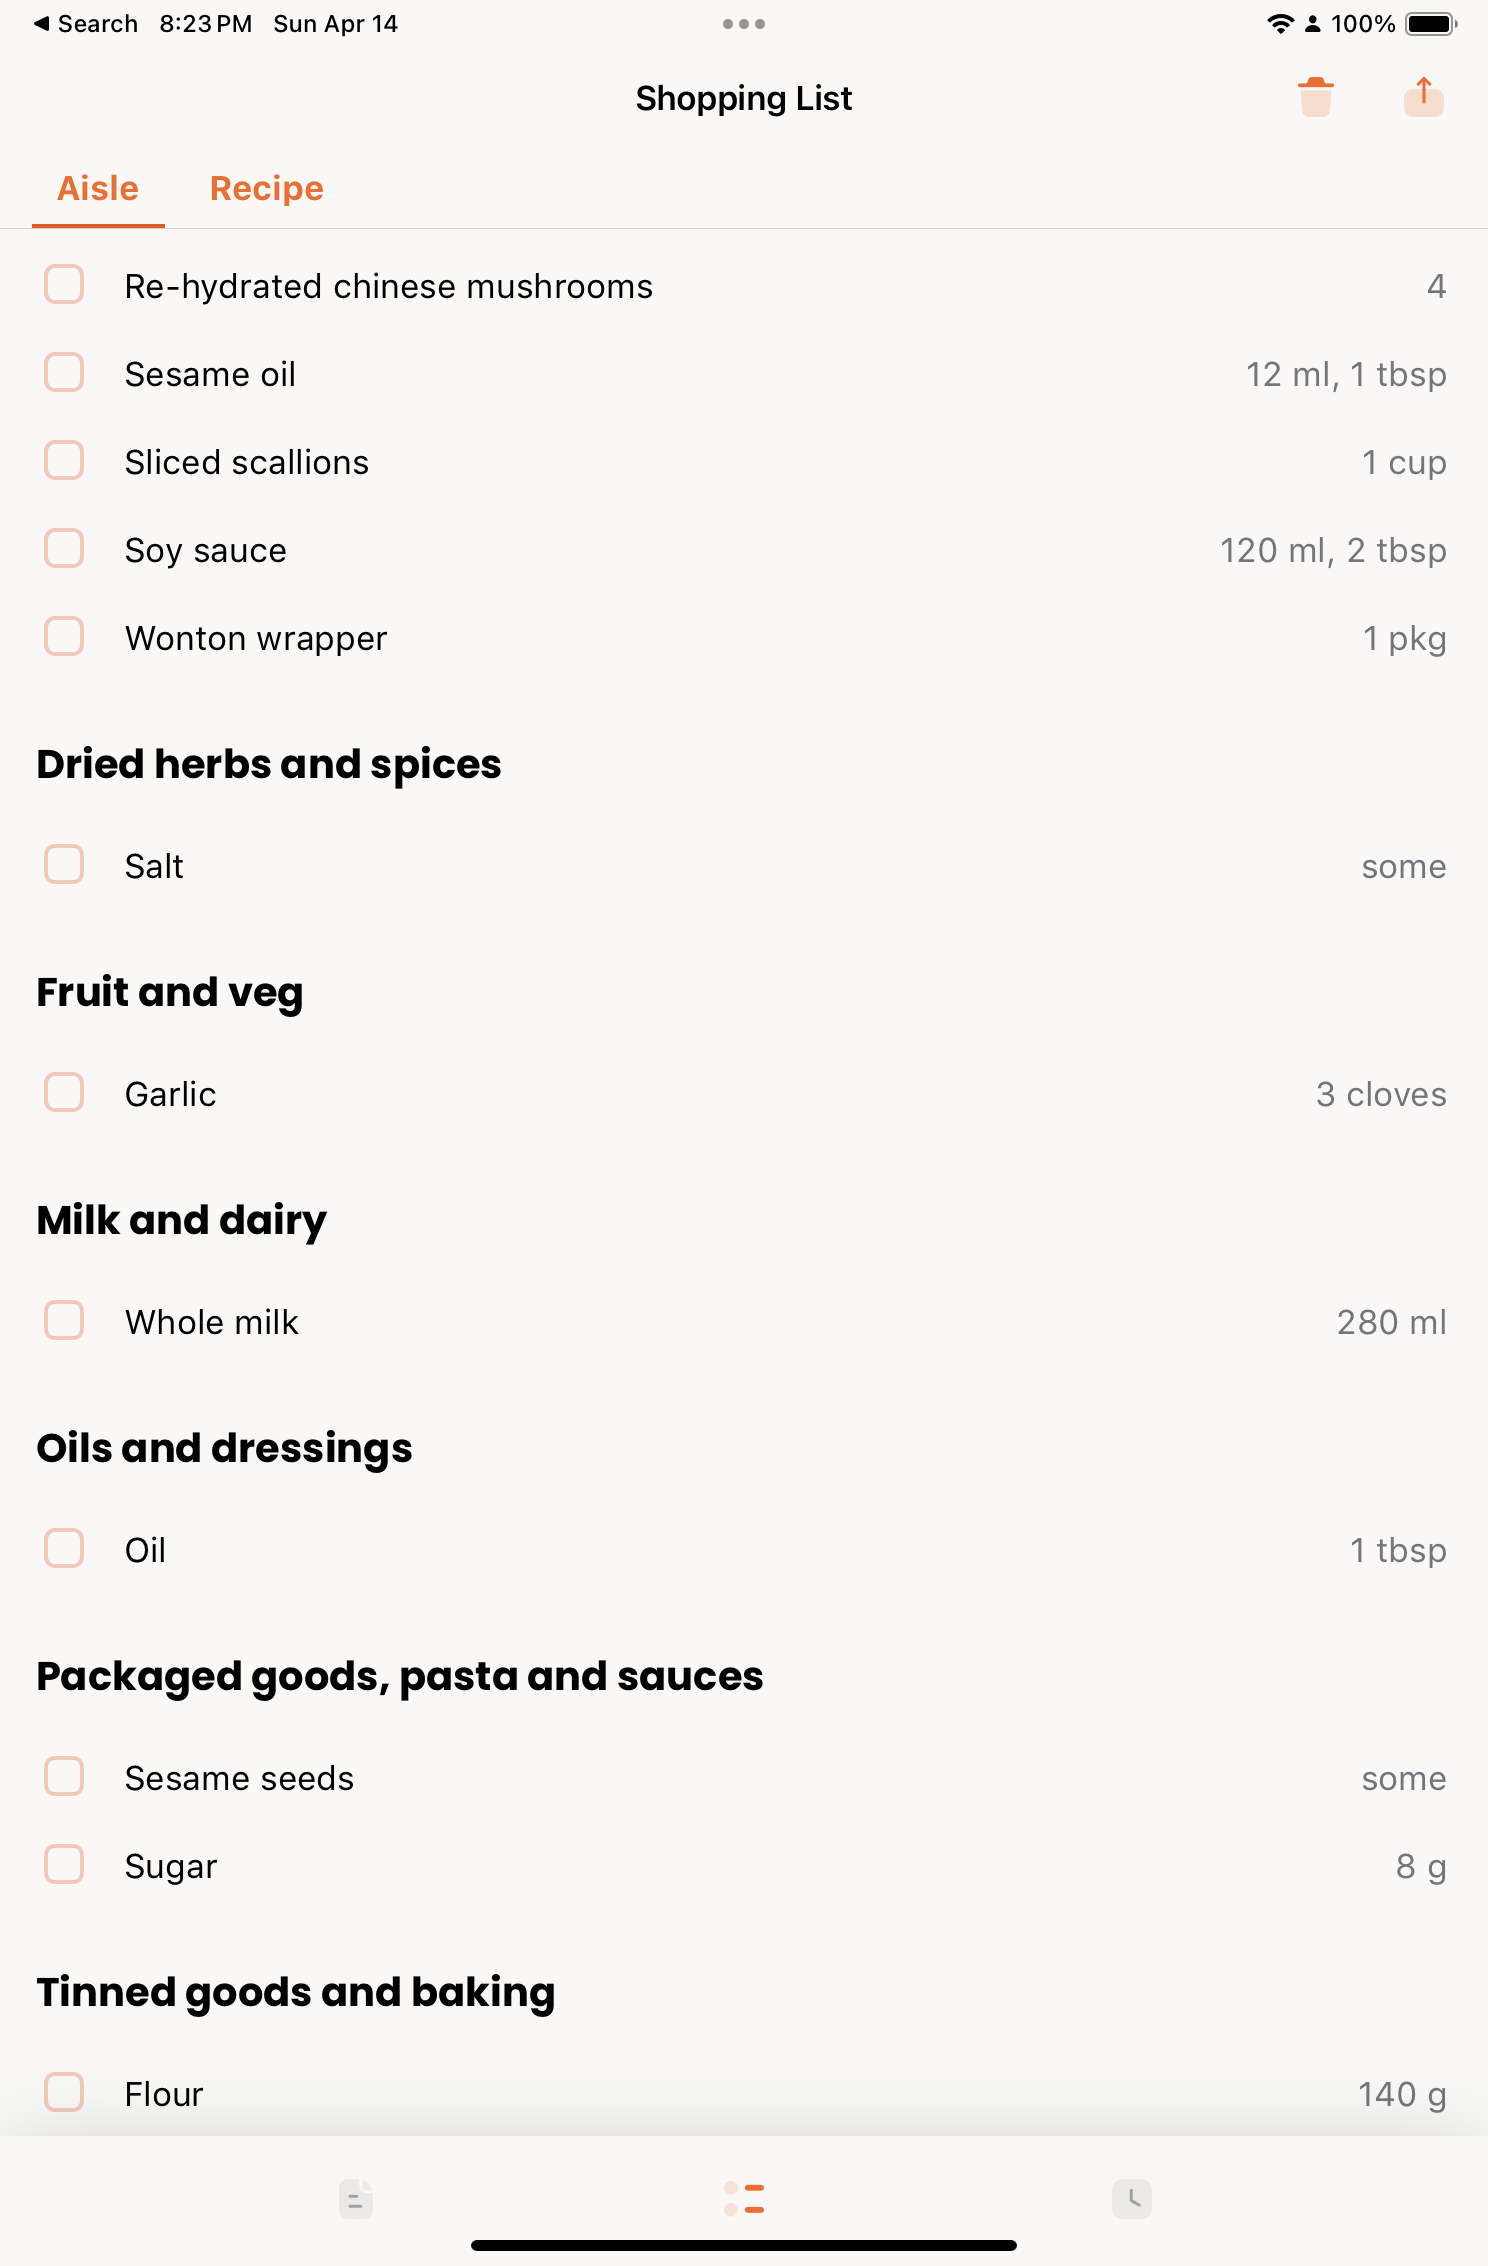 Search 8:23 PM Sun Apr 14 100%
Shopping List
Aisle Recipe
Re-hydrated chinese mushrooms 4
Sesame oil 12 ml, 1 tbsp
Sliced scallions 1 cup
Soy sauce 120 ml, 2 tbsp
Wonton wrapper 1 pkg
Dried herbs and spices
Salt some
Fruit and veg
Garlic 3 cloves
Milk and dairy
Whole milk 280 ml
Oils and dressings
Oil 1 tbsp
Packaged goods, pasta and sauces
Sesame seeds some
Sugar 8 g
Tinned goods and baking
Flour 140 g